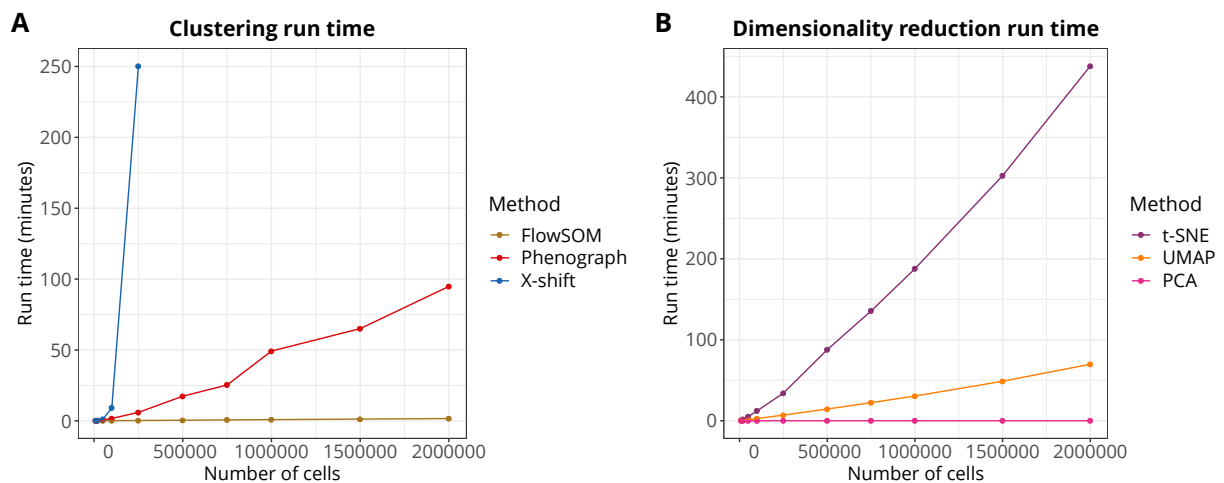 A
Clustering run time
Run time (minutes)
250
200
150
100
50
0
0 500000 1000000 1500000 2000000
Number of cells
Method
FlowSOM
Phenograph
X-shift
B
Dimensionality reduction run time
Run time (minutes)
400
300
200
100
0
0 500000 1000000 1500000 2000000
Number of cells
Method
t-SNE
UMAP
PCA